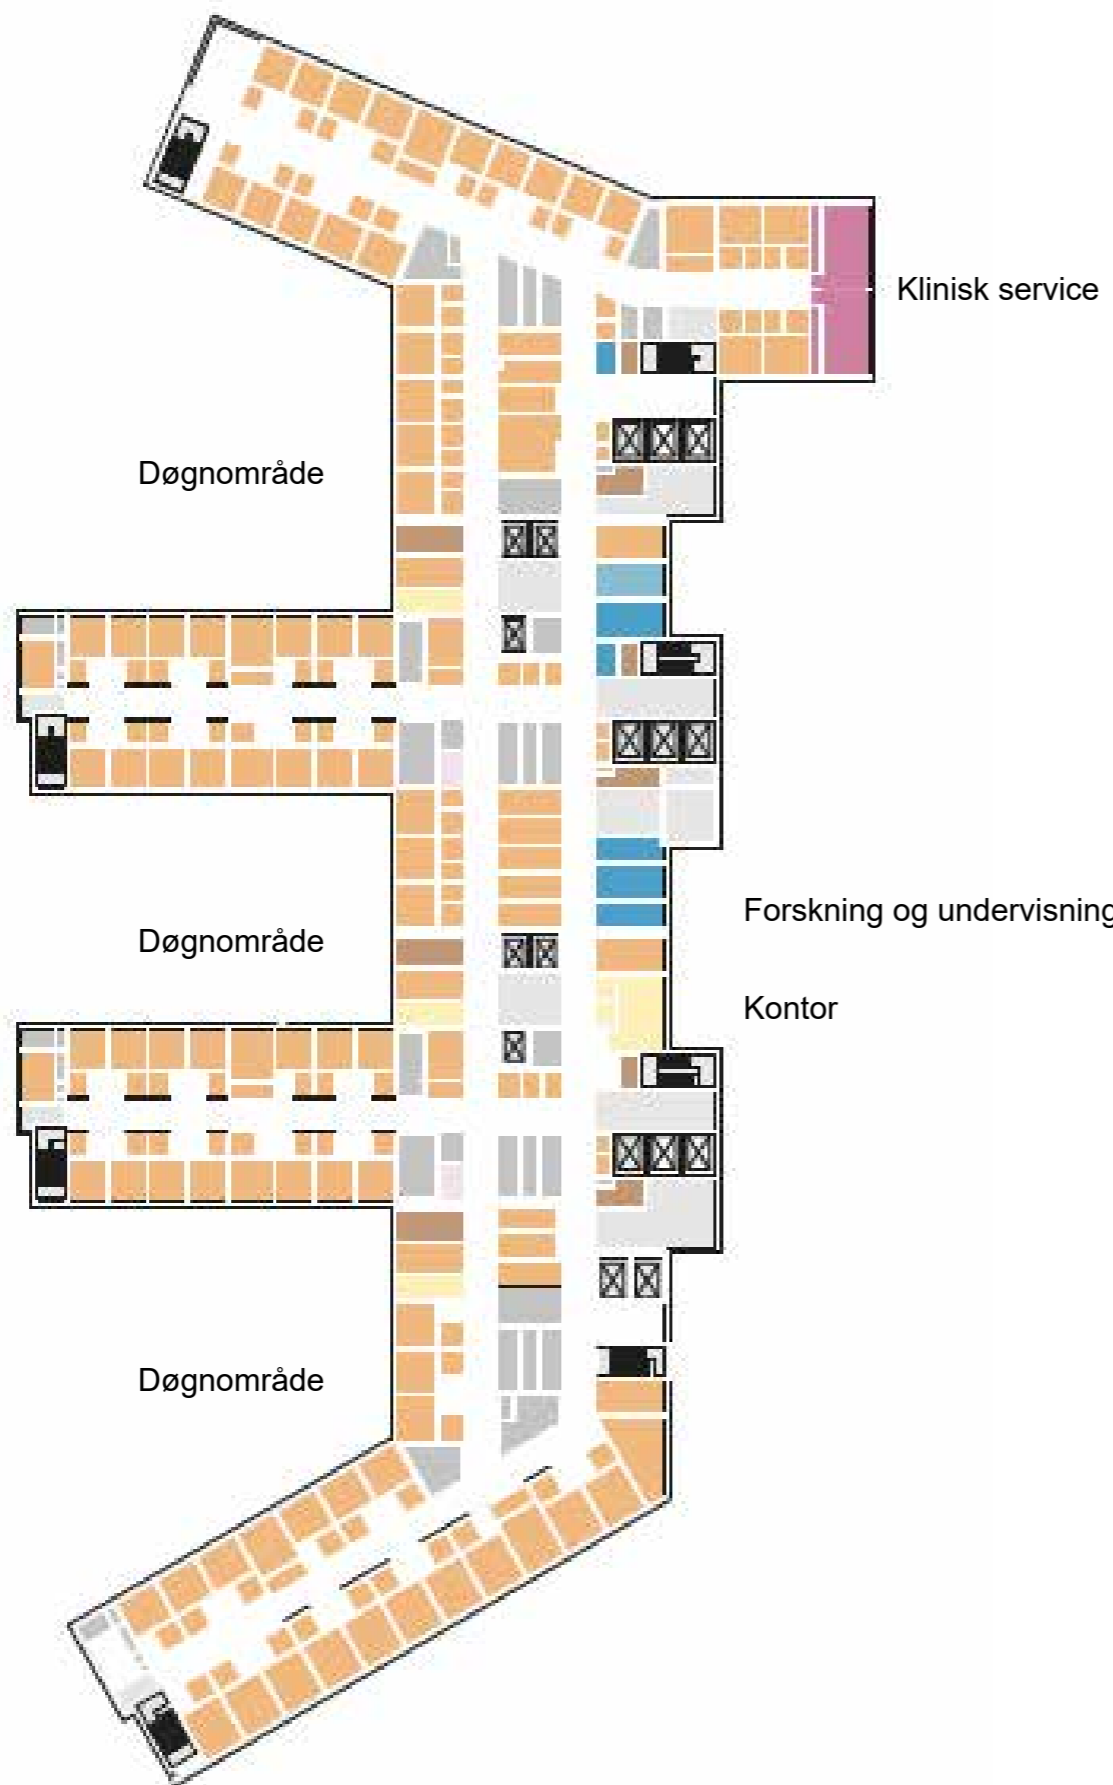 Klinisk service
Døgnområde
Forskning og undervisning
Døgnområde
Kontor
Døgnområde